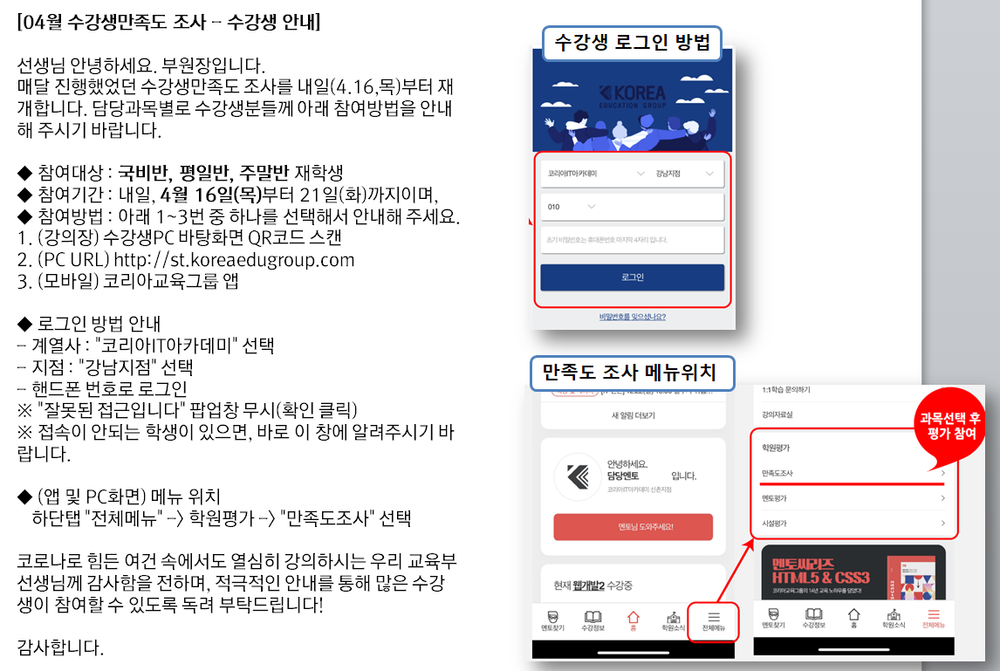 [04월 수강생만족도 조사 - 수강생 안내]
선생님 안녕하세요. 부원장입니다.
매달 진행했었던 수강생만족도 조사를 내일(4.16,목)부터 재
개합니다. 담당과목별로 수강생분들께 아래 참여방법을 안내
해 주시기 바랍니다.
◆ 참여대상 : 국비반, 평일반, 주말반 재학생
◆ 참여기간 : 내일, 4월 16일(목)부터 21일(화)까지이며,
◆ 참여방법 : 아래 1~3번 중 하나를 선택해서 안내해 주세요.
1. (강의장) 수강생PC 바탕화면 QR코드 스캔
2. (PC URL) http://st.koreaedugroup.com
3. (모바일) 코리아교육그룹 앱
◆ 로그인 방법 안내
- 계열사 : "코리아IT아카데미" 선택
- 지점 : "강남지점" 선택
- 핸드폰 번호로 로그인
※ "잘못된 접근입니다" 팝업창 무시(확인 클릭)
※ 접속이 안되는 학생이 있으면, 바로 이 창에 알려주시기 바
랍니다.
◆ (앱 및 PC화면) 메뉴 위치
하단탭 "전체메뉴" -> 학원평가 -> "만족도조사" 선택
코로나로 힘든 여건 속에서도 열심히 강의하시는 우리 교육부
선생님께 감사함을 전하며, 적극적인 안내를 통해 많은 수강
생이 참여할 수 있도록 독려 부탁드립니다!
감사합니다.
수강생 로그인 방법
KOREA
EDUCATION GROUP
코리아IT아카데미 강남지점
010
초기 비밀번호는 휴대폰번호 마지막 4자리 입니다.
로그인
비밀번호를 잊으셨나요?
만족도 조사 메뉴위치
새 알림 더보기
안녕하세요.
담당멘토 입니다.
코리아IT아카데미 신촌지점
멘토님 도와주세요!
현재 웹개발2 수강중
멘토찾기 수강정보 홈 학원소식 전체메뉴
1:1학습 문의하기
강의자료실
과목선택 후
평가 참여
학원평가
만족도조사
멘토평가
시설평가
멘토씨리즈
HTML5 & CSS3
코리아교육그룹의 14년 교육 노하우를 담았다!
멘토찾기 수강정보 홈 학원소식 전체메뉴